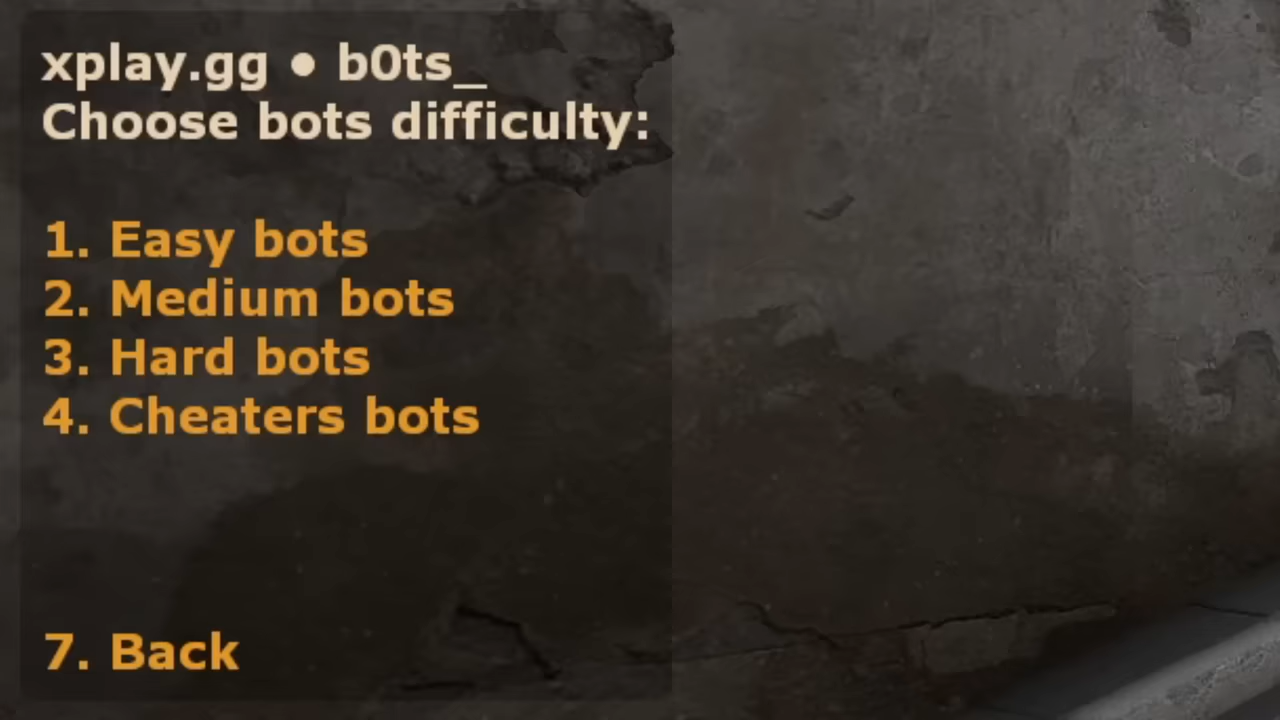 xplay.gg • b0ts_
Choose bots difficulty:
1. Easy bots
2. Medium bots
3. Hard bots
4. Cheaters bots
7. Back